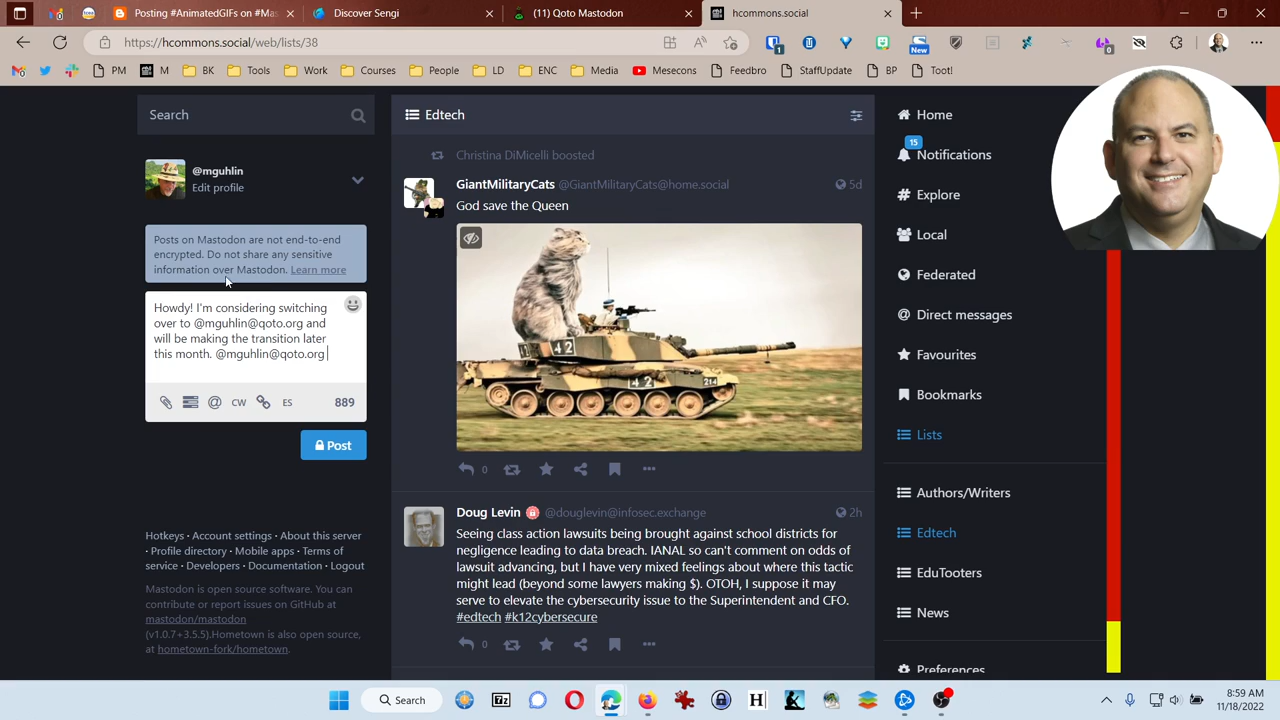 Posting #AnimatedGIFs on #Mas
Discover Sengi
(11) Qoto Mastodon
hcommons.social
https://hcommons.social/web/lists/38
1
New
0
PM
M
BK
Tools
Work
Courses
People
LD
ENC
Media
Mesecons
Feedbro
StaffUpdate
BP
Toot!
Search
@mguhlin
Edit profile
Posts on Mastodon are not end-to-end
encrypted. Do not share any sensitive
information over Mastodon. Learn more
Howdy! I'm considering switching
over to @mguhlin@qoto.org and
will be making the transition later
this month. @mguhlin@qoto.org
CW
ES
889
Post
Hotkeys · Account settings · About this server
· Profile directory · Mobile apps · Terms of
service · Developers · Documentation · Logout
Mastodon is open source software. You can
contribute or report issues on GitHub at
mastodon/mastodon
(v1.0.7+3.5.5).Hometown is also open source,
at hometown-fork/hometown.
Edtech
Christina DiMicelli boosted
GiantMilitaryCats @GiantMilitaryCats@home.social
5d
God save the Queen
0
Doug Levin @douglevin@infosec.exchange
2h
Seeing class action lawsuits being brought against school districts for
negligence leading to data breach. IANAL so can't comment on odds of
lawsuit advancing, but I have very mixed feelings about where this tactic
might lead (beyond some lawyers making $). OTOH, I suppose it may
serve to elevate the cybersecurity issue to the Superintendent and CFO.
#edtech #k12cybersecure
0
Home
15
Notifications
Explore
Local
Federated
Direct messages
Favourites
Bookmarks
Lists
Authors/Writers
Edtech
EduTooters
News
Preferences
Search
8:59 AM
11/18/2022